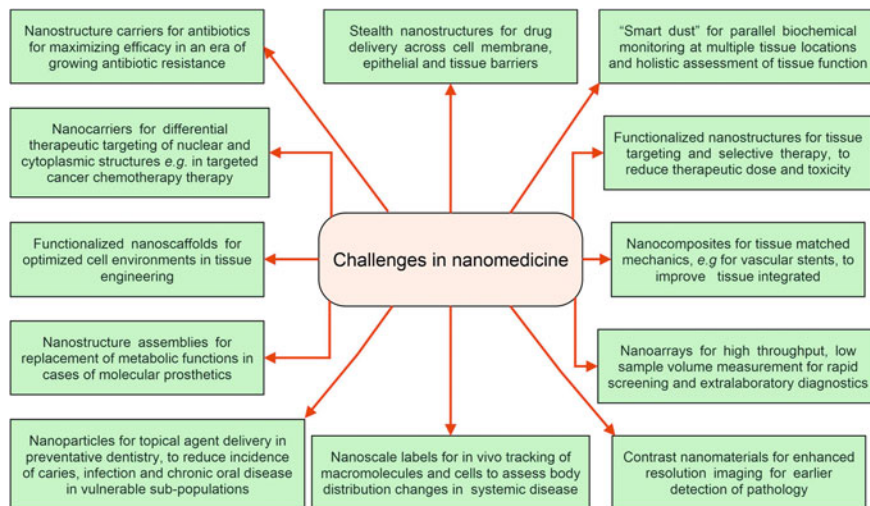 Nanostructure carriers for antibiotics
for maximizing efficacy in an era of
growing antibiotic resistance
Stealth nanostructures for drug
delivery across cell membrane,
epithelial and tissue barriers
“Smart dust” for parallel biochemical
monitoring at multiple tissue locations
and holistic assessment of tissue function
Nanocarriers for differential
therapeutic targeting of nuclear and
cytoplasmic structures e.g. in targeted
cancer chemotherapy therapy
Functionalized nanostructures for tissue
targeting and selective therapy, to
reduce therapeutic dose and toxicity
Functionalized nanoscaffolds for
optimized cell environments in tissue
engineering
Challenges in nanomedicine
Nanocomposites for tissue matched
mechanics, e.g for vascular stents, to
improve tissue integrated
Nanostructure assemblies for
replacement of metabolic functions in
cases of molecular prosthetics
Nanoarrays for high throughput, low
sample volume measurement for rapid
screening and extralaboratory diagnostics
Nanoparticles for topical agent delivery in
preventative dentistry, to reduce incidence
of caries, infection and chronic oral disease
in vulnerable sub-populations
Nanoscale labels for in vivo tracking of
macromolecules and cells to assess body
distribution changes in systemic disease
Contrast nanomaterials for enhanced
resolution imaging for earlier
detection of pathology